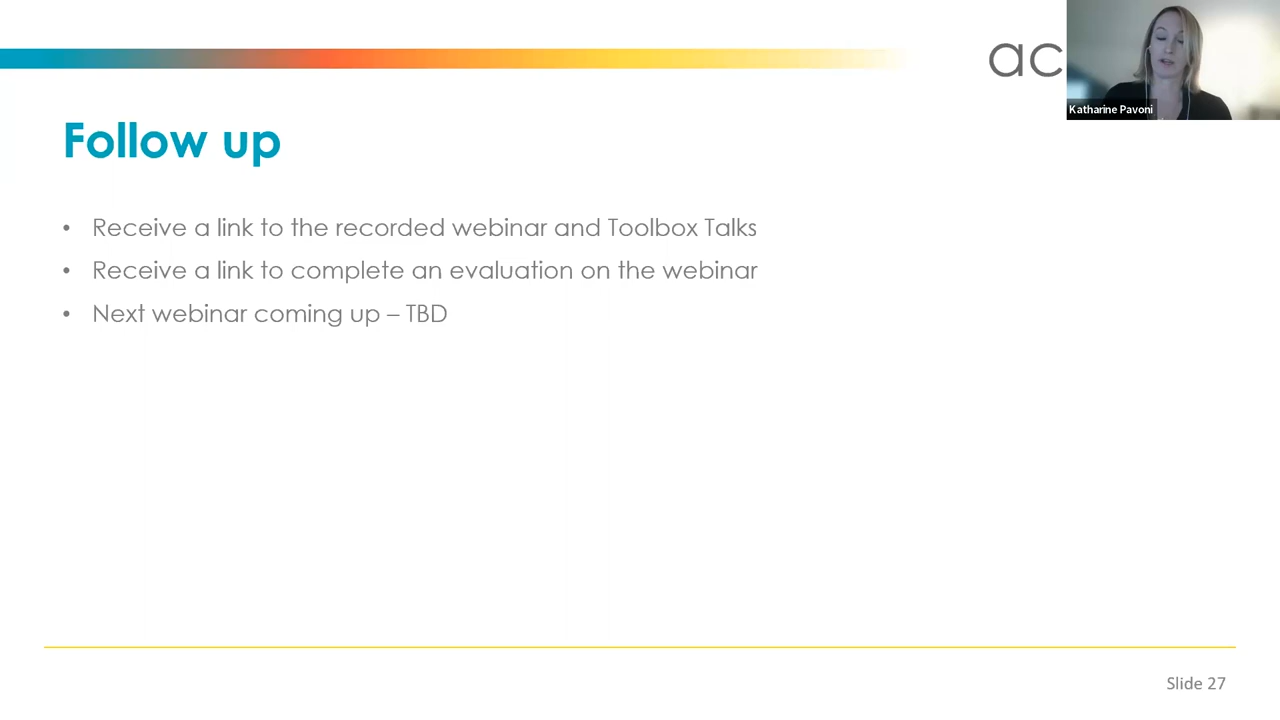 ac
Katharine Pavoni
Follow up
• Receive a link to the recorded webinar and Toolbox Talks
• Receive a link to complete an evaluation on the webinar
• Next webinar coming up – TBD
Slide 27